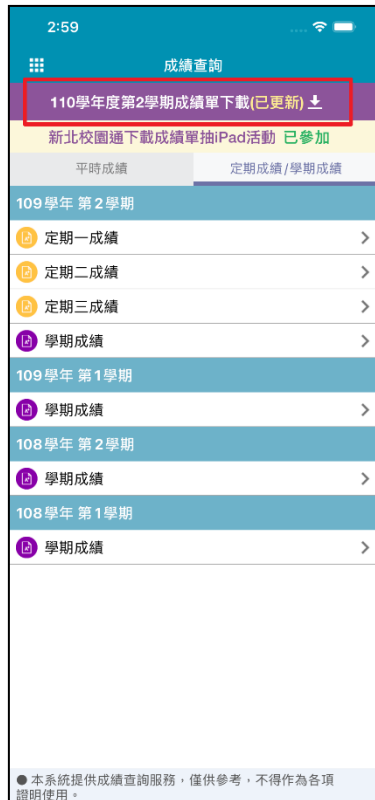 2:59
成績查詢
110學年度第2學期成績單下載(已更新)
新北校園通下載成績單抽iPad活動 已參加
平時成績 定期成績/學期成績
109學年 第2學期
定期一成績
定期二成績
定期三成績
學期成績
109學年 第1學期
學期成績
108學年 第2學期
學期成績
108學年 第1學期
學期成績
●本系統提供成績查詢服務，僅供參考，不得作為各項
證明使用。